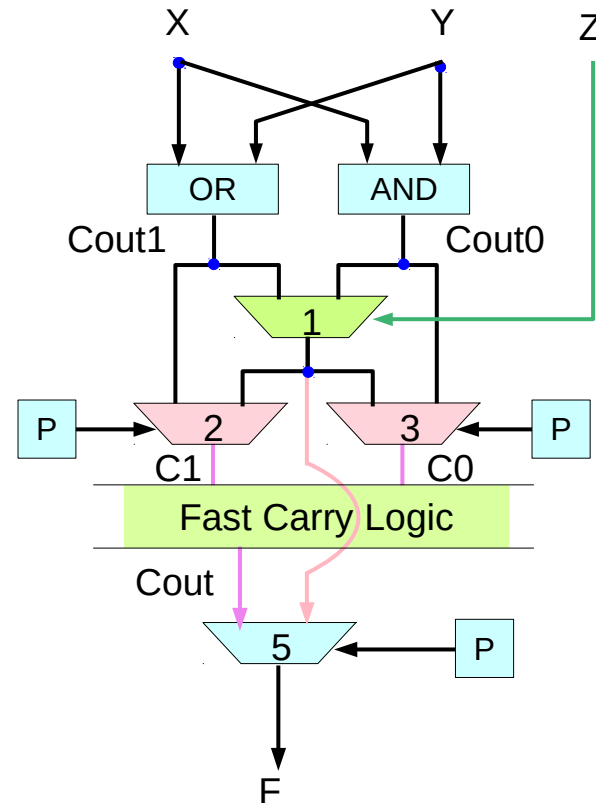 X Y Z
OR AND
Cout1 Cout0
1
P 2 3 P
C1 C0
Fast Carry Logic
Cout
5 P
F